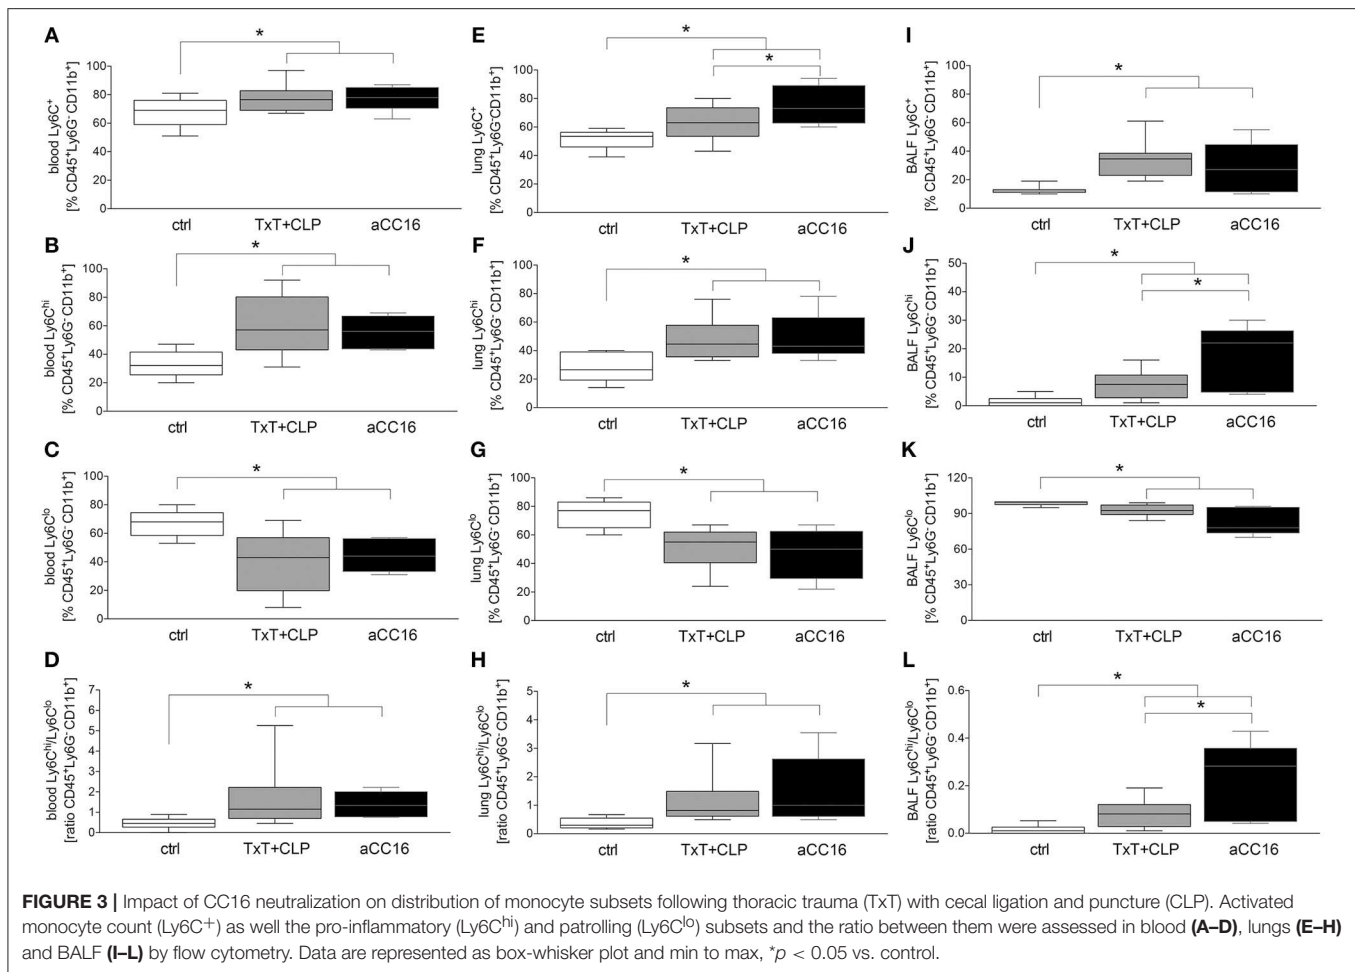 A
*
blood Ly6C+
[% CD45+Ly6G- CD11b+]
100
80
60
40
20
0
ctrl
TxT+CLP
aCC16
B
*
blood Ly6Chi
[% CD45+Ly6G- CD11b+]
100
80
60
40
20
0
ctrl
TxT+CLP
aCC16
C
*
blood Ly6Clo
[% CD45+Ly6G- CD11b+]
100
80
60
40
20
0
ctrl
TxT+CLP
aCC16
D
*
blood Ly6Chi/Ly6Clo
[ratio CD45+Ly6G- CD11b+]
7
6
5
4
3
2
1
0
ctrl
TxT+CLP
aCC16
E
*
*
lung Ly6C+
[% CD45+Ly6G- CD11b+]
100
80
60
40
20
0
ctrl
TxT+CLP
aCC16
F
*
lung Ly6Chi
[% CD45+Ly6G- CD11b+]
100
80
60
40
20
0
ctrl
TxT+CLP
aCC16
G
*
lung Ly6Clo
[% CD45+Ly6G- CD11b+]
100
80
60
40
20
0
ctrl
TxT+CLP
aCC16
H
*
lung Ly6Chi/Ly6Clo
[ratio CD45+Ly6G- CD11b+]
5
4
3
2
1
0
ctrl
TxT+CLP
aCC16
I
*
BALF Ly6C+
[% CD45+Ly6G- CD11b+]
100
80
60
40
20
0
ctrl
TxT+CLP
aCC16
J
*
*
BALF Ly6Chi
[% CD45+Ly6G- CD11b+]
50
40
30
20
10
0
ctrl
TxT+CLP
aCC16
K
*
BALF Ly6Clo
[% CD45+Ly6G- CD11b+]
120
90
60
30
0
ctrl
TxT+CLP
aCC16
L
*
*
BALF Ly6Chi/Ly6Clo
[ratio CD45+Ly6G- CD11b+]
0.6
0.4
0.2
0.0
ctrl
TxT+CLP
aCC16
FIGURE 3 | Impact of CC16 neutralization on distribution of monocyte subsets following thoracic trauma (TxT) with cecal ligation and puncture (CLP). Activated
monocyte count (Ly6C+) as well the pro-inflammatory (Ly6Chi) and patrolling (Ly6Clo) subsets and the ratio between them were assessed in blood (A–D), lungs (E–H)
and BALF (I–L) by flow cytometry. Data are represented as box-whisker plot and min to max, *p < 0.05 vs. control.